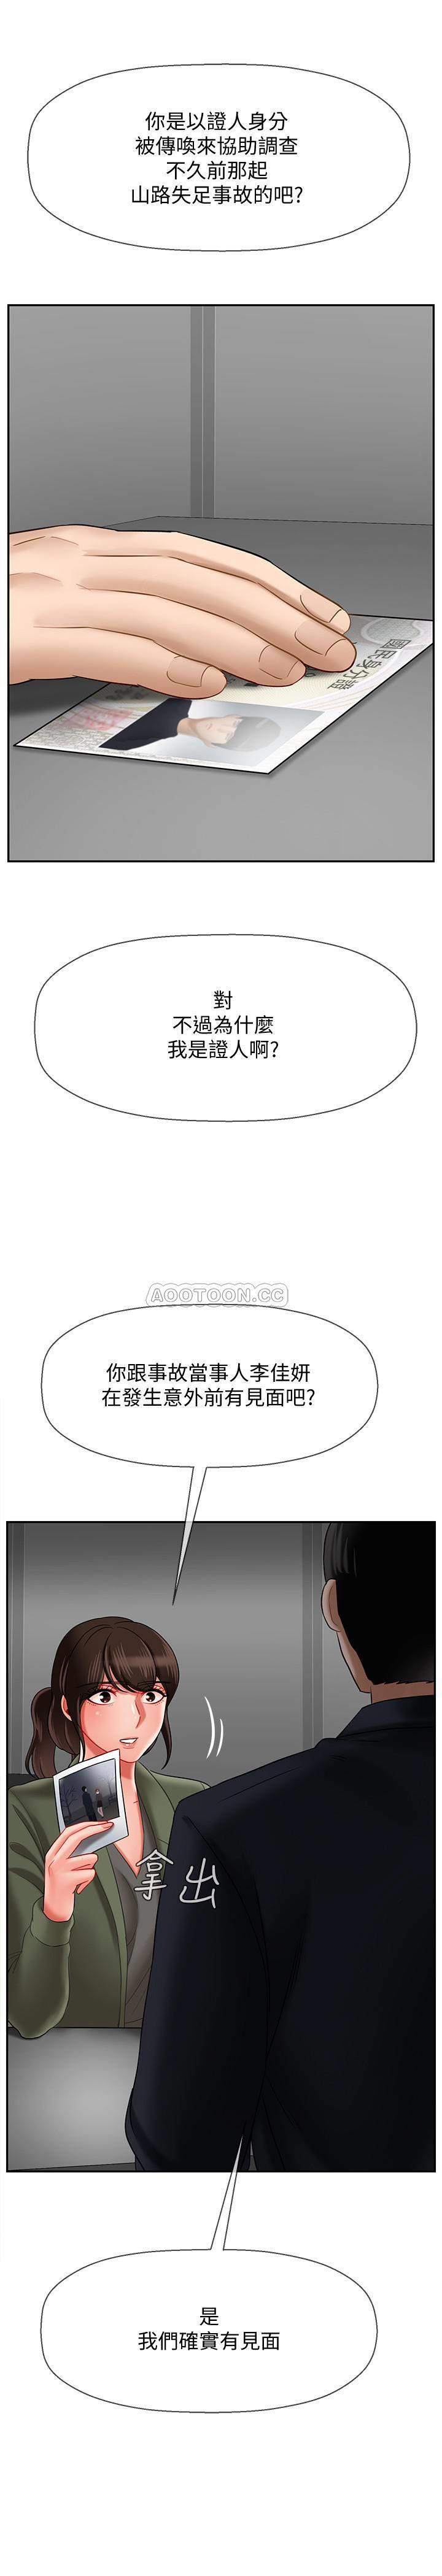 你是以證人身分
被傳喚來協助調查
不久前那起
山路失足事故的吧?
國民身分證
對
不過為什麼
我是證人啊?
AOOTOON.CC
你跟事故當事人李佳妍
在發生意外前有見面吧?
拿出
是
我們確實有見面